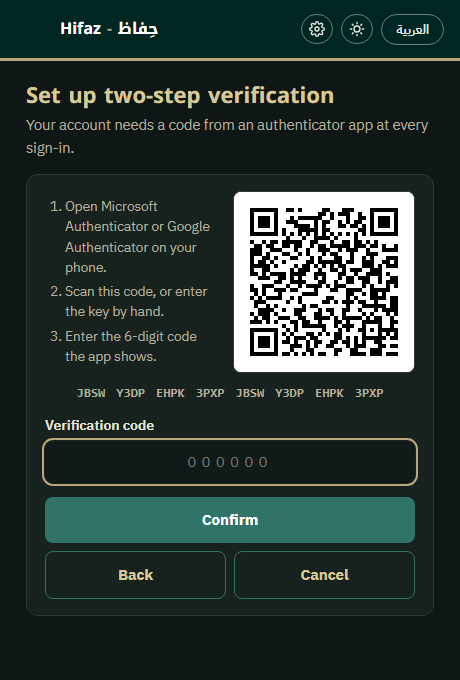 Hifaz - حِفاظ
العربية
Set up two-step verification
Your account needs a code from an authenticator app at every
sign-in.
1. Open Microsoft
Authenticator or Google
Authenticator on your
phone.
2. Scan this code, or enter
the key by hand.
3. Enter the 6-digit code
the app shows.
JBSW Y3DP EHPK 3PXP JBSW Y3DP EHPK 3PXP
Verification code
000000
Confirm
Back
Cancel